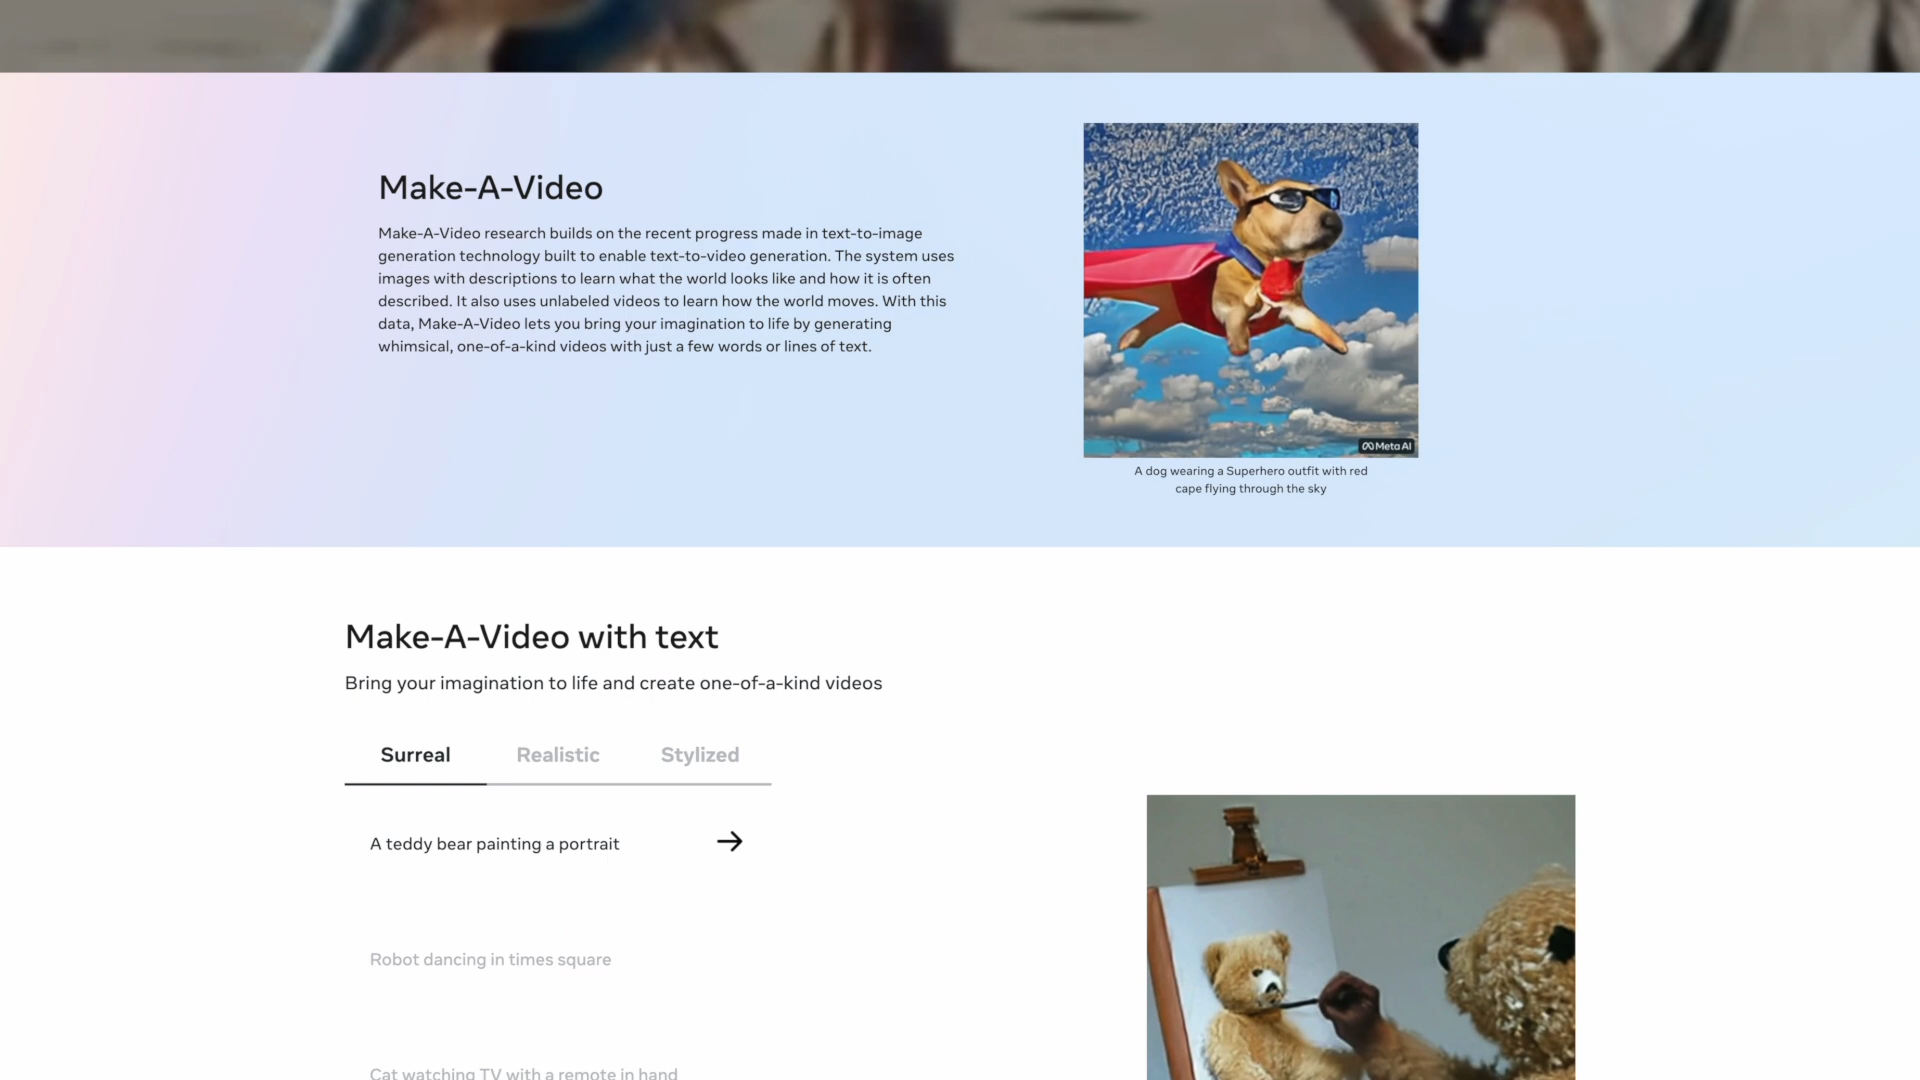 Make-A-Video
Make-A-Video research builds on the recent progress made in text-to-image
generation technology built to enable text-to-video generation. The system uses
images with descriptions to learn what the world looks like and how it is often
described. It also uses unlabeled videos to learn how the world moves. With this
data, Make-A-Video lets you bring your imagination to life by generating
whimsical, one-of-a-kind videos with just a few words or lines of text.
Meta AI
A dog wearing a Superhero outfit with red
cape flying through the sky
Make-A-Video with text
Bring your imagination to life and create one-of-a-kind videos
Surreal Realistic Stylized
A teddy bear painting a portrait
Robot dancing in times square
Cat watching TV with a remote in hand